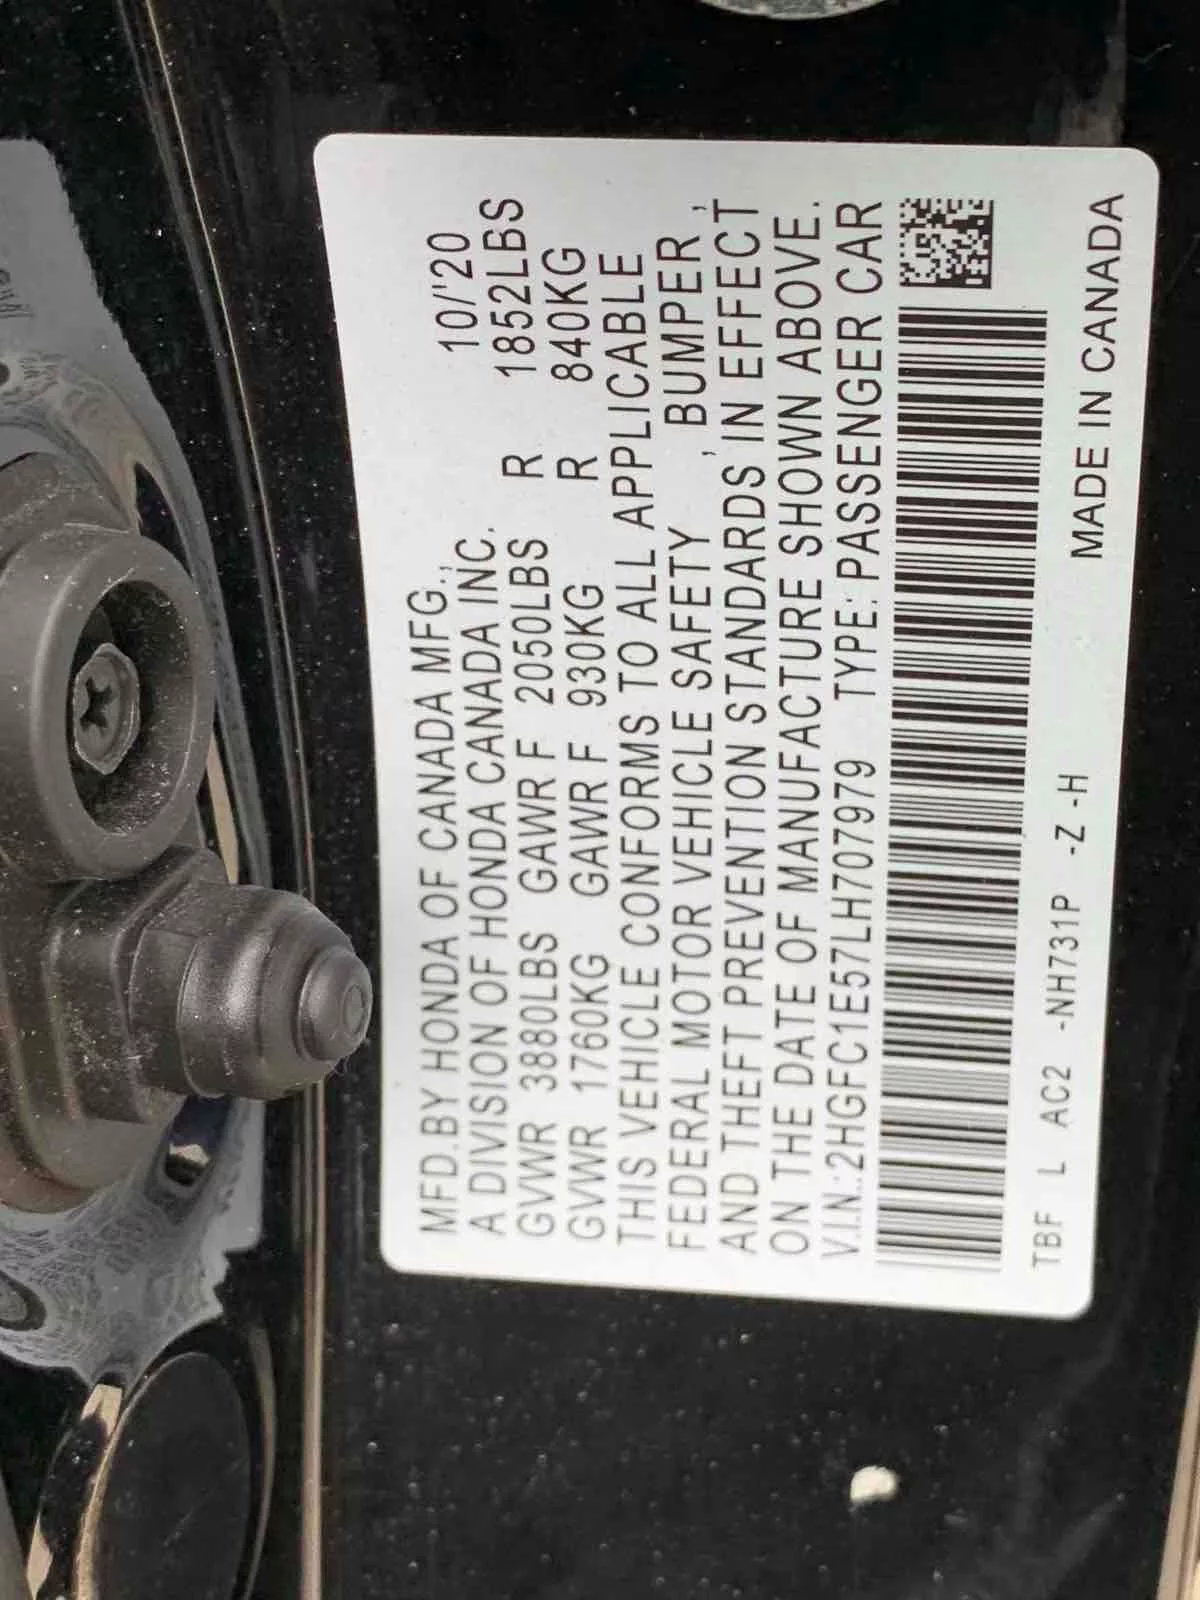 MFD.BY HONDA OF CANADA MFG., 10/'20
A DIVISION OF HONDA CANADA INC.
GVWR 3880LBS GAWR F 2050LBS R 1852LBS
GVWR 1760KG GAWR F 930KG R 840KG
THIS VEHICLE CONFORMS TO ALL APPLICABLE
FEDERAL MOTOR VEHICLE SAFETY , BUMPER ,
AND THEFT PREVENTION STANDARDS IN EFFECT
ON THE DATE OF MANUFACTURE SHOWN ABOVE.
V.I.N.:2HGFC1E57LH707979 TYPE: PASSENGER CAR
TBF L AC2 -NH731P -Z -H MADE IN CANADA